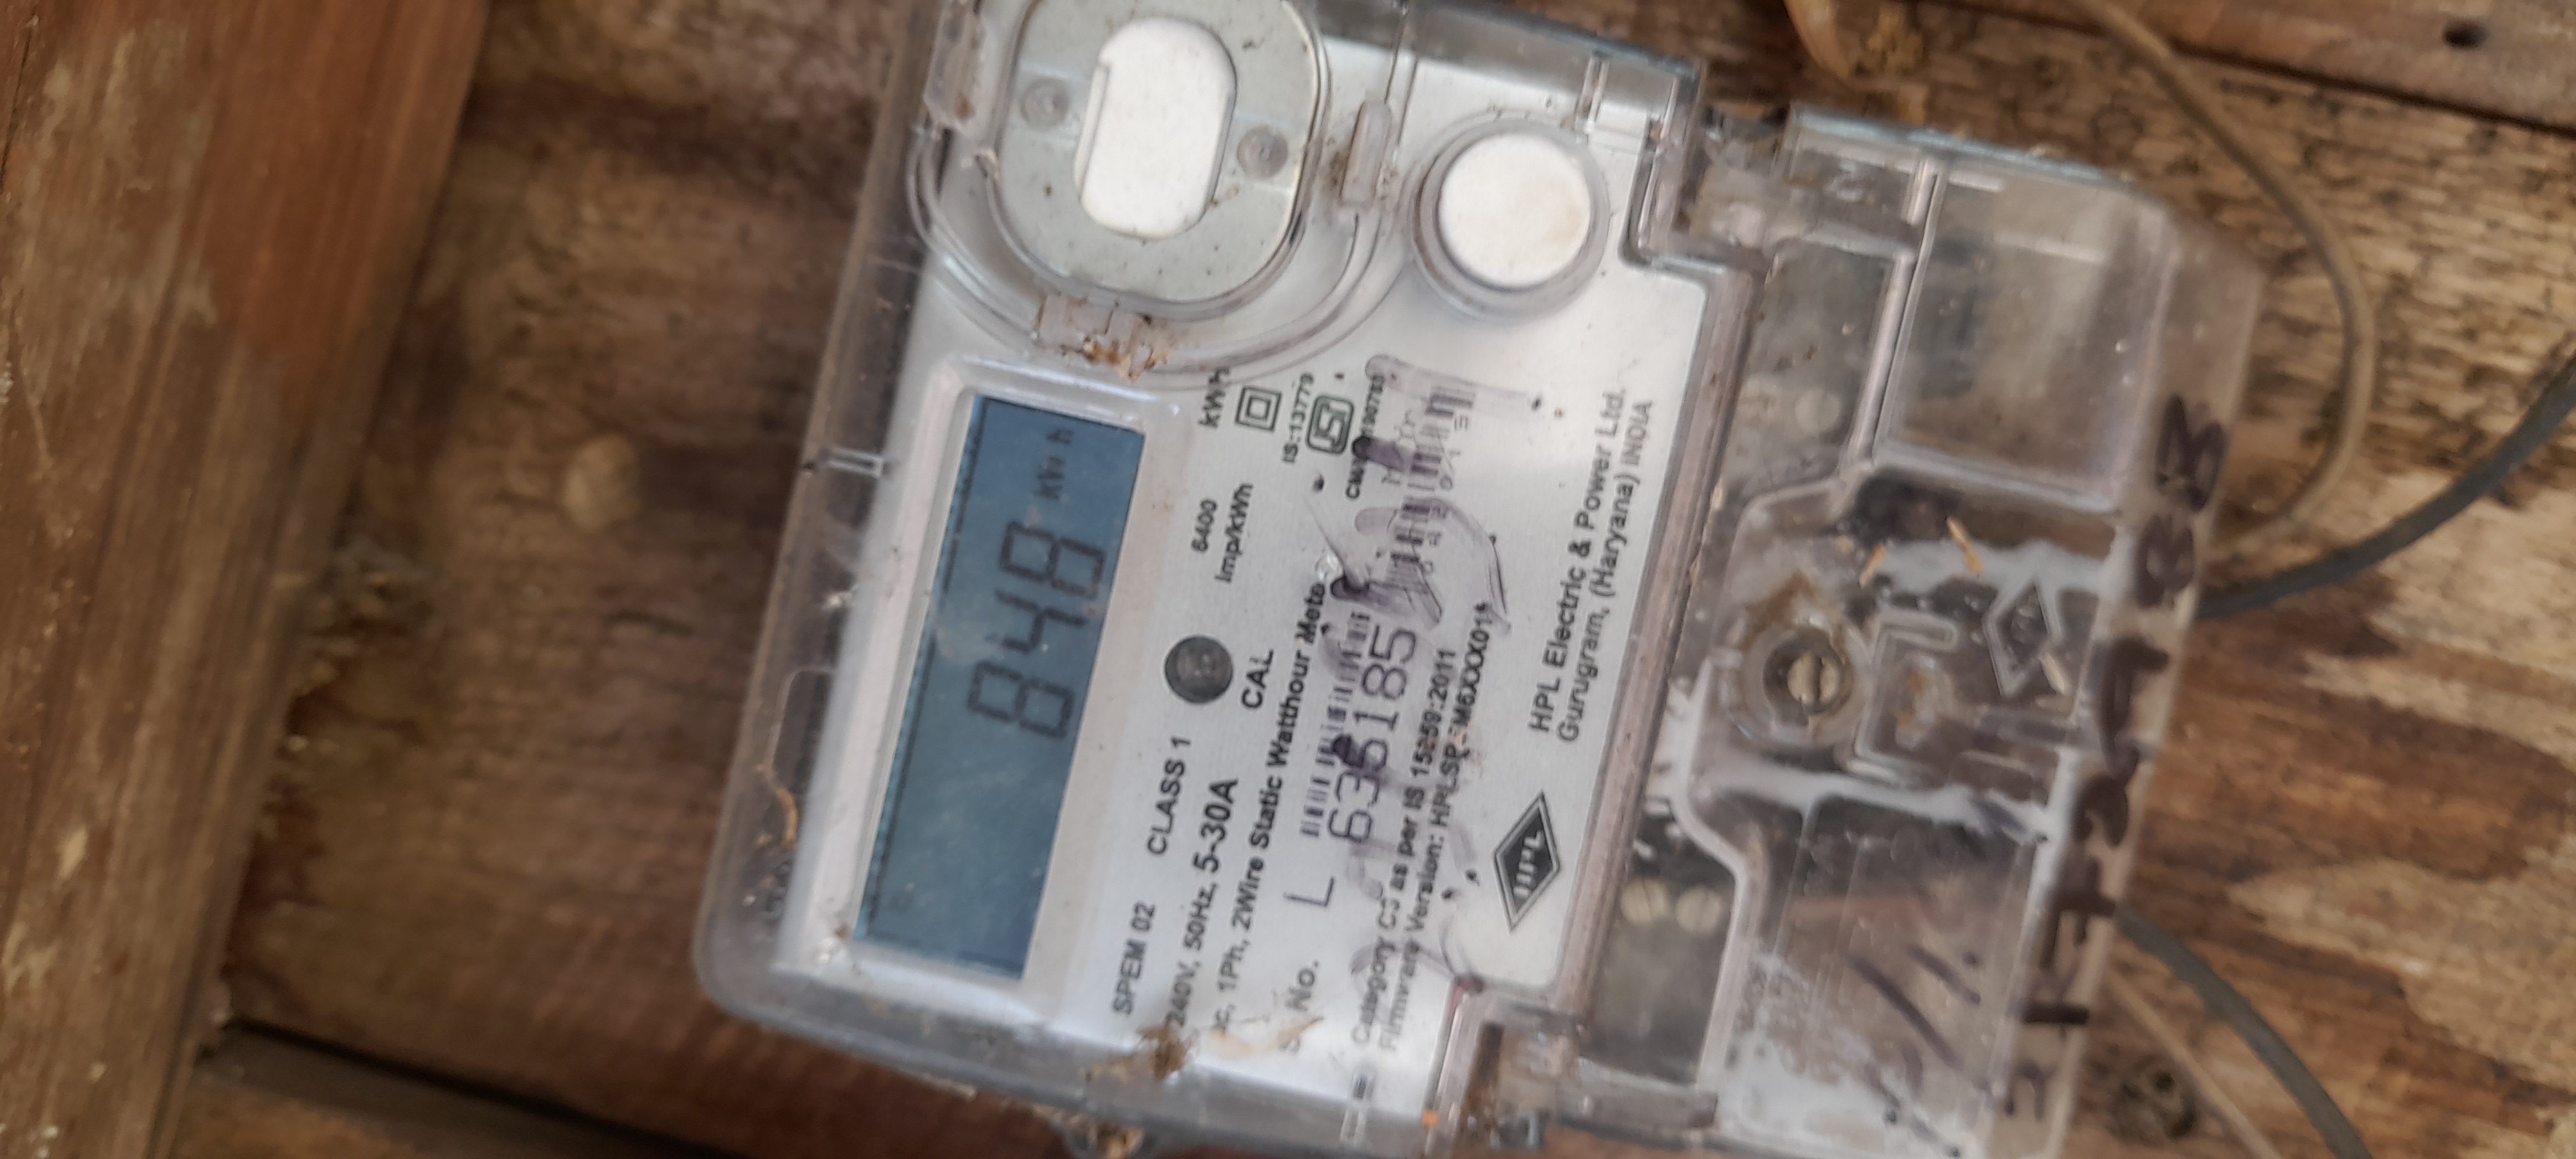 848 kWh
kWh
SPEM 02 CLASS 1
6400
Imp/kWh
240V, 50Hz, 5-30A
CAL
1Ph, 2Wire Static Watthour Meter
IS:13779
No. L 6336185
Category C3 as per IS 15959:2011
Firmware Version:
HPL
HPL Electric & Power Ltd.
Gurugram, (Haryana) INDIA